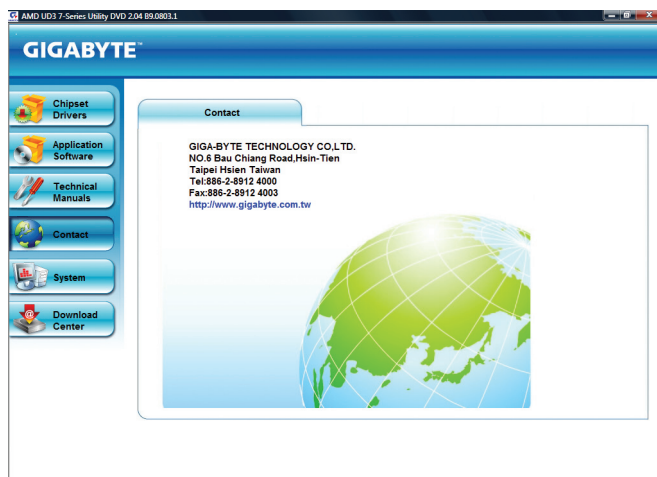 AMD UD3 7-Series Utility DVD 2.04 B9.0803.1
GIGABYTE™
Chipset
Drivers
Application
Software
Technical
Manuals
Contact
System
Download
Center
Contact
GIGA-BYTE TECHNOLOGY CO,LTD.
NO.6 Bau Chiang Road,Hsin-Tien
Taipei Hsien Taiwan
Tel:886-2-8912 4000
Fax:886-2-8912 4003
http://www.gigabyte.com.tw